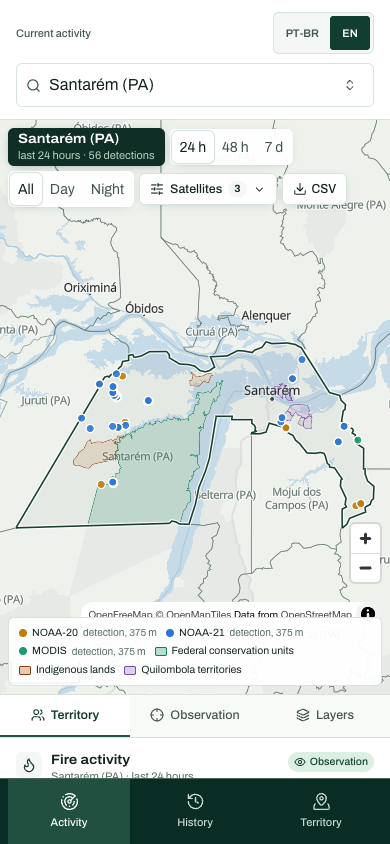 Current activity
PT-BR
EN
Santarém (PA)
Santarém (PA)
last 24 hours · 56 detections
24 h
48 h
7 d
All
Day
Night
Satellites
3
CSV
Monte Alegre (PA)
Oriximiná
Óbidos
Alenquer
Curuá (PA)
Santarém
Juruti (PA)
Santarém (PA)
Belterra (PA)
Mojuí dos
Campos (PA)
OpenFreeMap © OpenMapTiles Data from OpenStreetMap
NOAA-20 detection, 375 m
NOAA-21 detection, 375 m
MODIS detection, 375 m
Federal conservation units
Indigenous lands
Quilombola territories
Territory
Observation
Layers
Fire activity
Observation
Santarém (PA) · last 24 hours
Activity
History
Territory